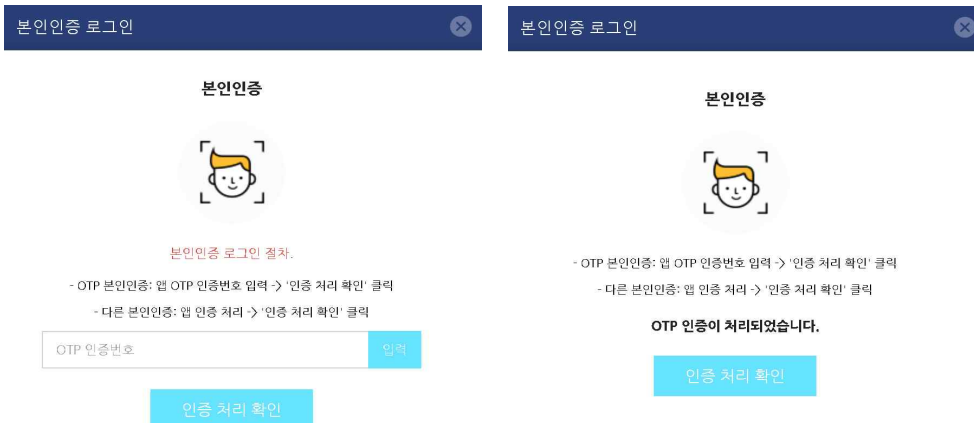 본인인증 로그인
본인인증
본인인증 로그인 절차.
- OTP 본인인증: 앱 OTP 인증번호 입력 -> '인증 처리 확인' 클릭
- 다른 본인인증: 앱 인증 처리 -> '인증 처리 확인' 클릭
OTP 인증번호
입력
인증 처리 확인
본인인증 로그인
본인인증
- OTP 본인인증: 앱 OTP 인증번호 입력 -> '인증 처리 확인' 클릭
- 다른 본인인증: 앱 인증 처리 -> '인증 처리 확인' 클릭
OTP 인증이 처리되었습니다.
인증 처리 확인